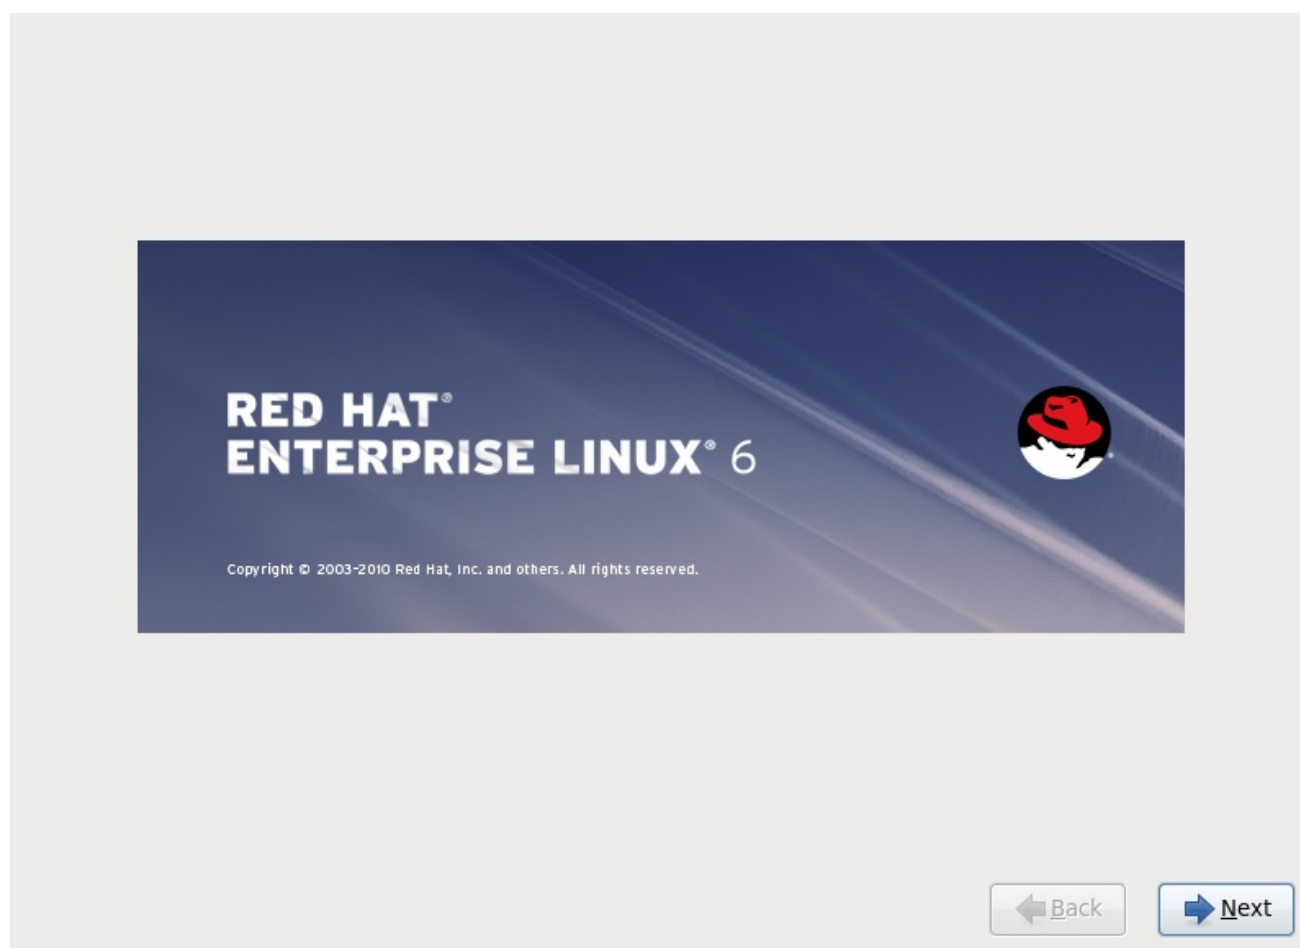 RED HAT®
ENTERPRISE LINUX® 6
Copyright © 2003-2010 Red Hat, Inc. and others. All rights reserved.
Back
Next